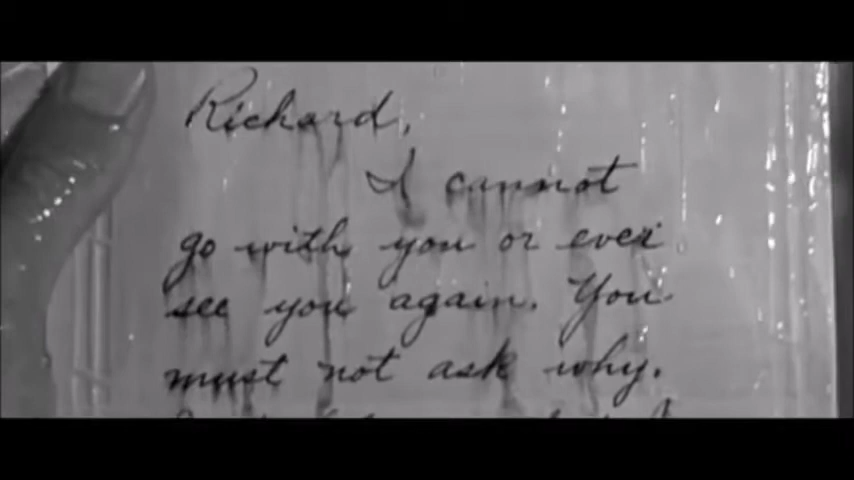 Richard,
I cannot
go with you or ever
see you again. You
must not ask why.